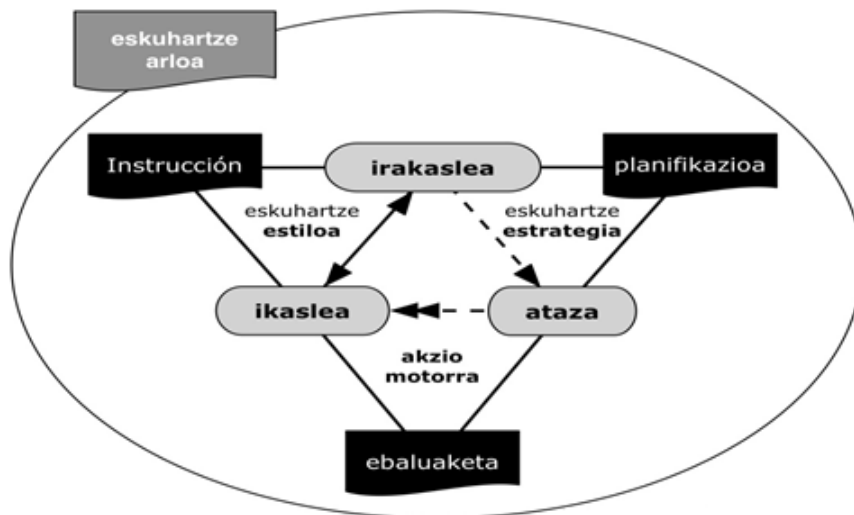 eskuhartze
arloa
Instrucción
irakaslea
planifikazioa
eskuhartze
estiloa
eskuhartze
estrategia
ikaslea
ataza
akzio
motorra
ebaluaketa